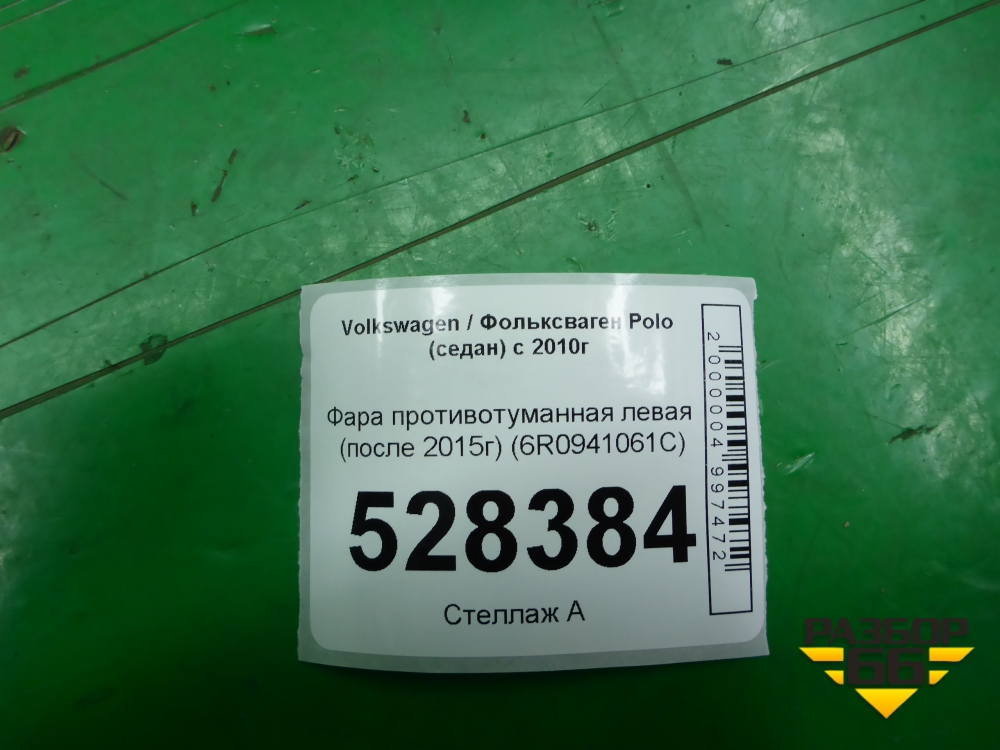 Volkswagen / Фольксваген Polo
(седан) с 2010г
Фара противотуманная левая
(после 2015г) (6R0941061C)
528384
Стеллаж А
2000004997472
РАЗБОР
66